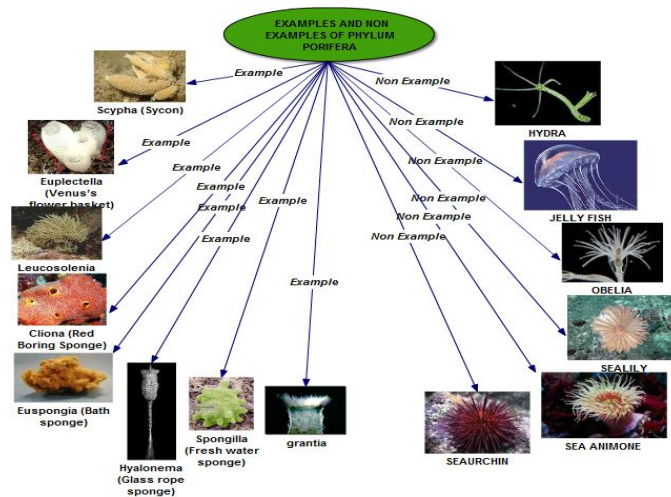 EXAMPLES AND NON
EXAMPLES OF PHYLUM
PORIFERA
Example
Scypha (Sycon)
Example
Euplectella
(Venus's
flower basket)
Example
Leucosolenia
Example
Cliona (Red
Boring Sponge)
Example
Euspongia (Bath
sponge)
Example
Hyalonema
(Glass rope
sponge)
Example
Spongilla
(Fresh water
sponge)
Example
grantia
Non Example
HYDRA
Non Example
JELLY FISH
Non Example
OBELIA
Non Example
SEALILY
Non Example
SEA ANIMONE
Non Example
SEAURCHIN